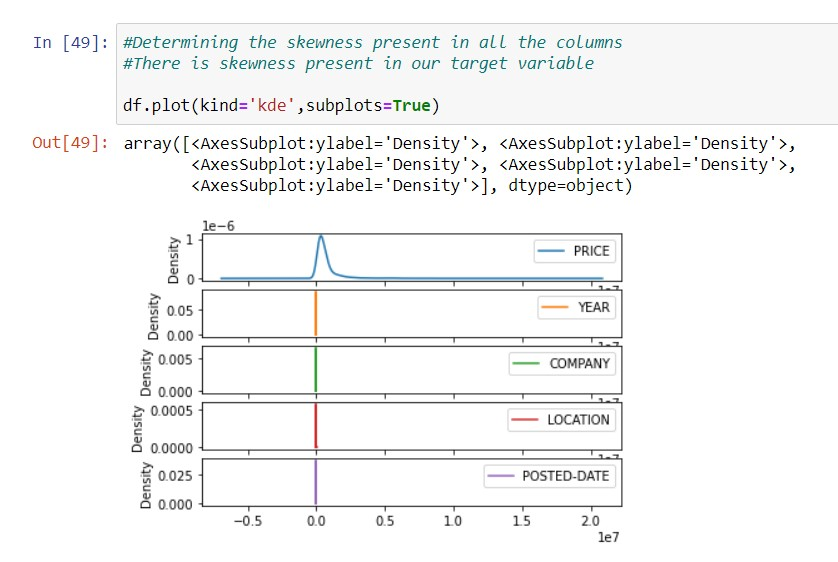 In [49]: #Determining the skewness present in all the columns
#There is skewness present in our target variable
df.plot(kind='kde',subplots=True)
Out[49]: array([<AxesSubplot:ylabel='Density'>, <AxesSubplot:ylabel='Density'>,
<AxesSubplot:ylabel='Density'>, <AxesSubplot:ylabel='Density'>,
<AxesSubplot:ylabel='Density'>], dtype=object)
1e−6
Density
1
0
PRICE
Density
0.05
0.00
YEAR
Density
0.005
0.000
COMPANY
Density
0.0005
0.0000
LOCATION
Density
0.025
0.000
POSTED-DATE
−0.5 0.0 0.5 1.0 1.5 2.0
1e7